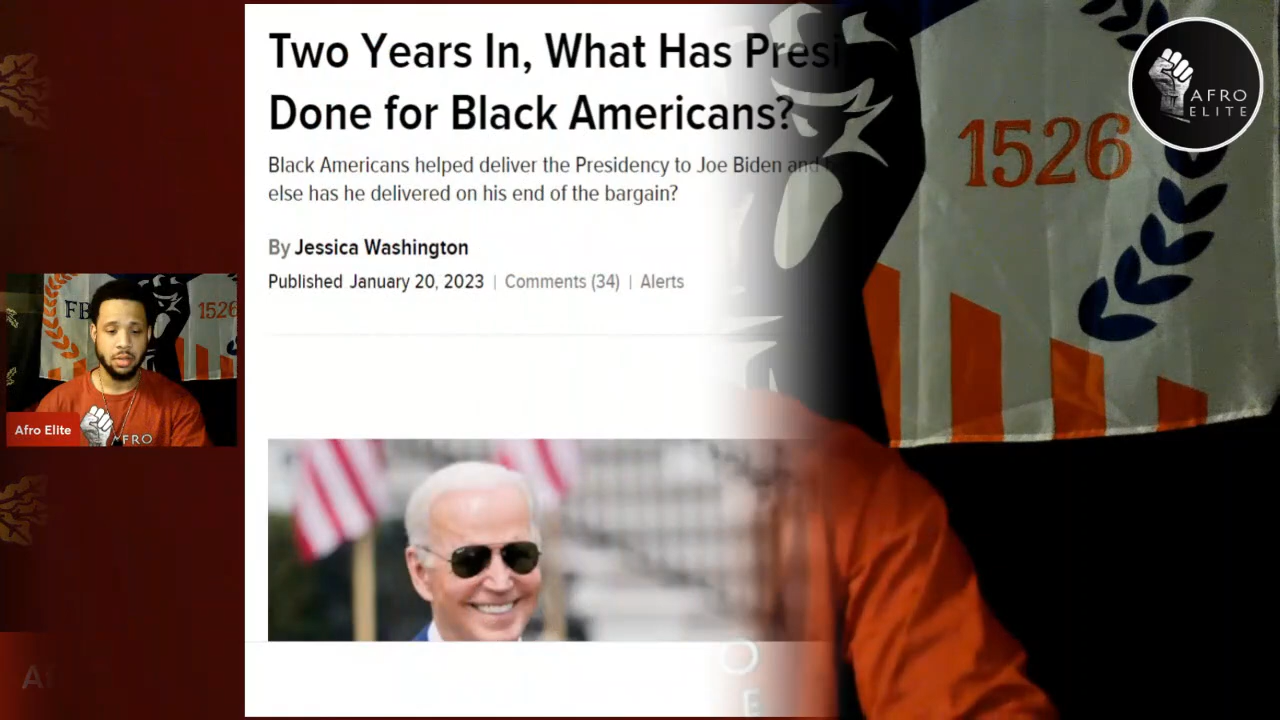 Two Years In, What Has Presi
Done for Black Americans?
Black Americans helped deliver the Presidency to Joe Biden and
else has he delivered on his end of the bargain?
By Jessica Washington
Published January 20, 2023 | Comments (34) | Alerts
AFRO
ELITE
1526
FB
1526
AFRO
Afro Elite